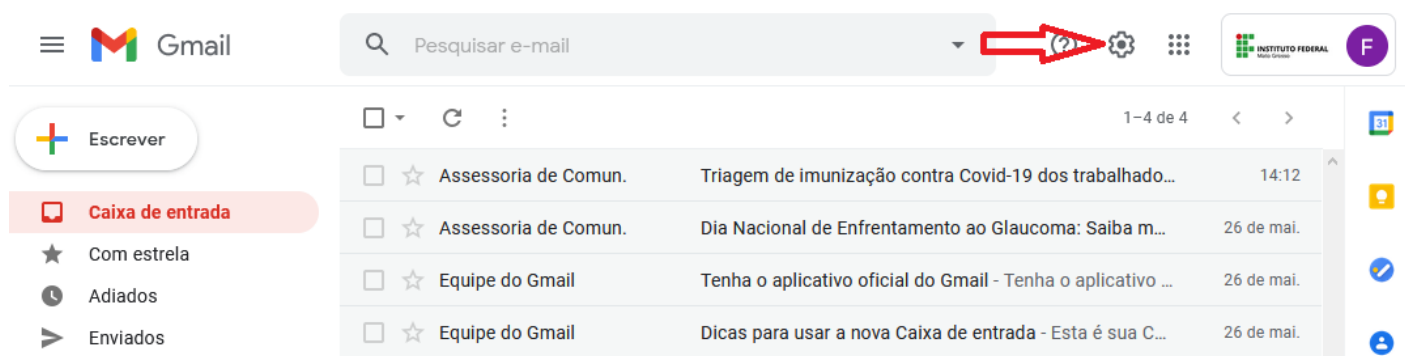 Gmail
Pesquisar e-mail
INSTITUTO FEDERAL
Mato Grosso
F
Escrever
1–4 de 4
31
Assessoria de Comun. Triagem de imunização contra Covid-19 dos trabalhado... 14:12
Caixa de entrada
Assessoria de Comun. Dia Nacional de Enfrentamento ao Glaucoma: Saiba m... 26 de mai.
Com estrela
Equipe do Gmail Tenha o aplicativo oficial do Gmail - Tenha o aplicativo ... 26 de mai.
Adiados
Equipe do Gmail Dicas para usar a nova Caixa de entrada - Esta é sua C... 26 de mai.
Enviados